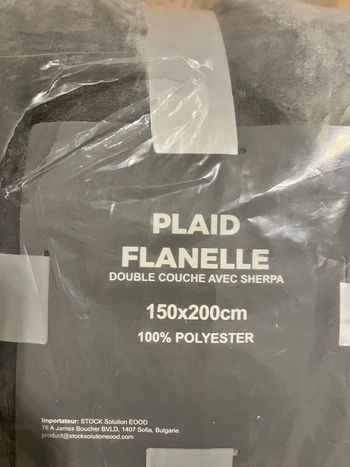 PLAID
FLANELLE
DOUBLE COUCHE AVEC SHERPA
150x200cm
100% POLYESTER
Importateur: STOCK Solution EOOD
76 A James Boucher BVLD, 1407 Sofia, Bulgarie.
product@stocksolutioneood.com